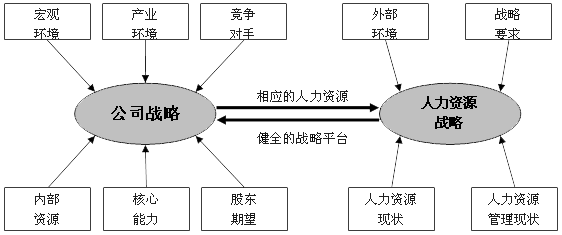 宏观
环境
产业
环境
竞争
对手
外部
环境
战略
要求
公司战略
相应的人力资源
健全的战略平台
人力资源
战略
内部
资源
核心
能力
股东
期望
人力资源
现状
人力资源
管理现状